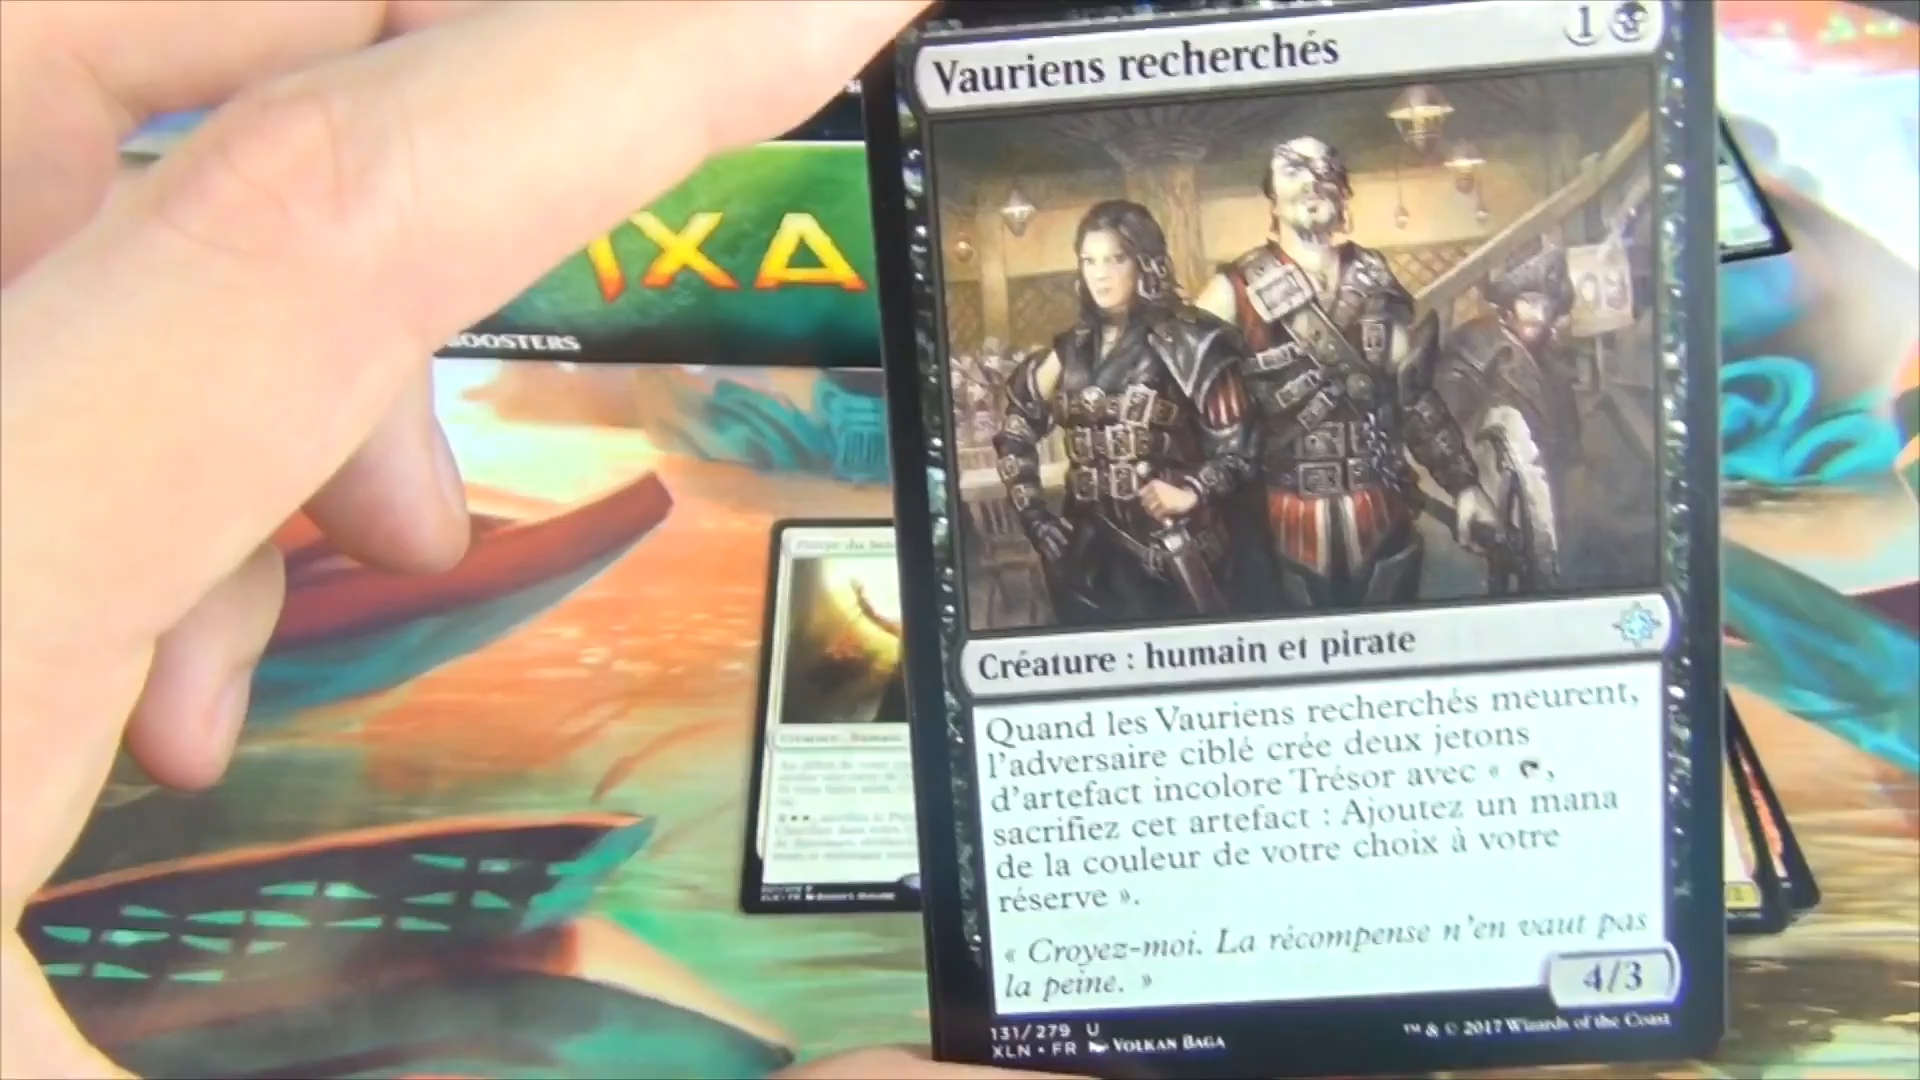 Vauriens recherchés
1
IXA
BOOSTERS
Créature : humain et pirate
Quand les Vauriens recherchés meurent,
l'adversaire ciblé crée deux jetons
d'artefact incolore Trésor avec « ,
sacrifiez cet artefact : Ajoutez un mana
de la couleur de votre choix à votre
réserve ».
« Croyez-moi. La récompense n'en vaut pas
la peine. »
4/3
131/279 U
XLN • FR VOLKAN BAGA
™ & © 2017 Wizards of the Coast